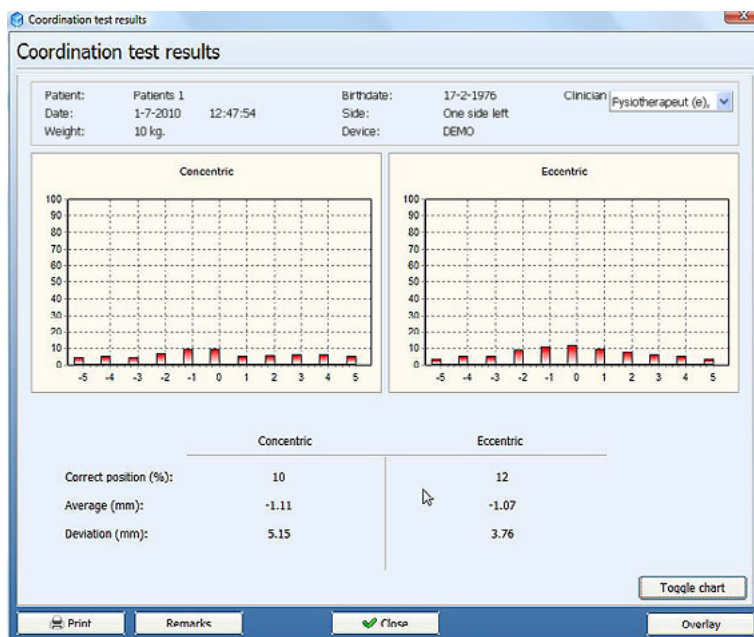 Coordination test results
Coordination test results
Patient: Patients 1 Birthdate: 17-2-1976 Clinician Fysiotherapeut (e),
Date: 1-7-2010 12:47:54 Side: One side left
Weight: 10 kg. Device: DEMO
Concentric
100
90
80
70
60
50
40
30
20
10
0
-5 -4 -3 -2 -1 0 1 2 3 4 5
Eccentric
100
90
80
70
60
50
40
30
20
10
0
-5 -4 -3 -2 -1 0 1 2 3 4 5
Concentric Eccentric
Correct position (%): 10 12
Average (mm): -1.11 -1.07
Deviation (mm): 5.15 3.76
Toggle chart
Print Remarks Close Overlay